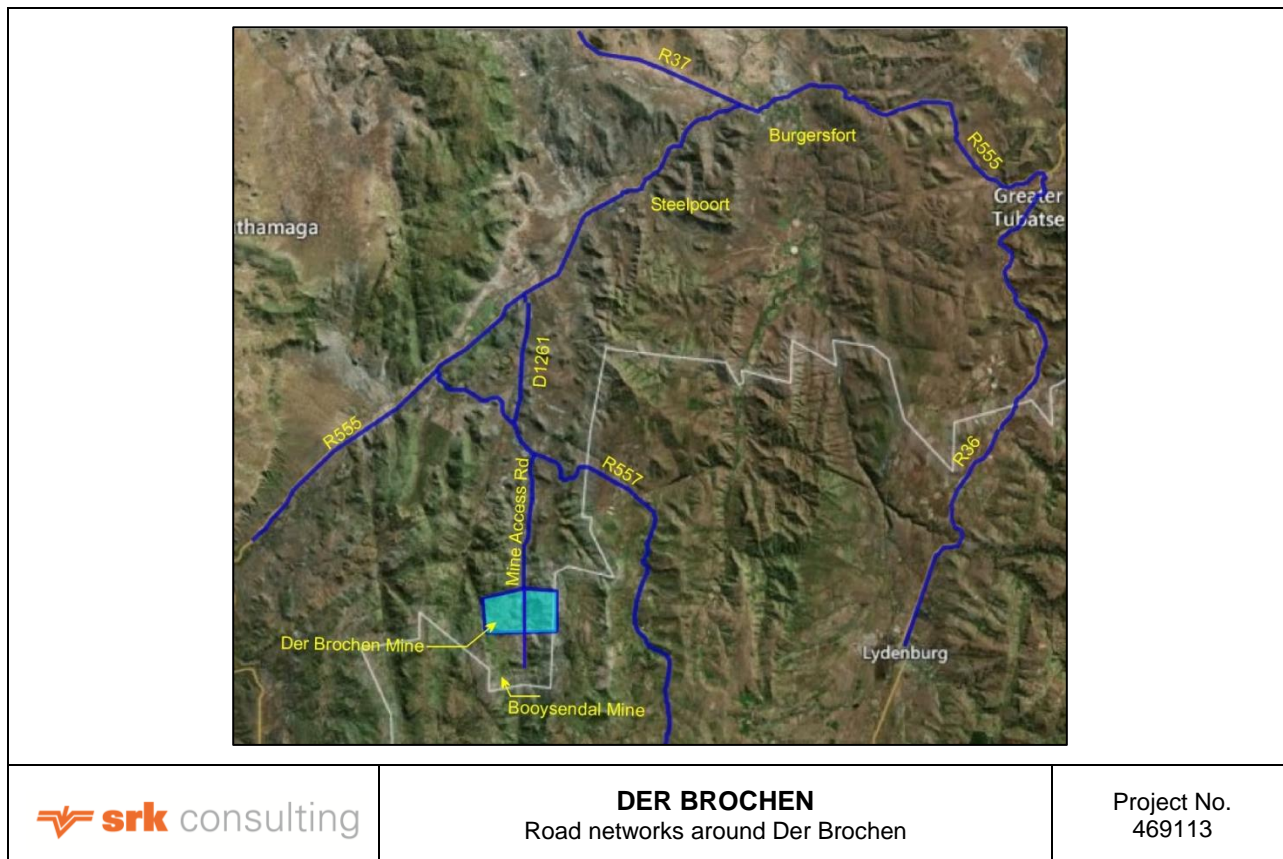 R37
Burgersfort
R555
Steelpoort
Greater
Tubatse
thamaga
D1261
R555
R36
R557
Mine Access Rd
Der Brochen Mine
Lydenburg
Booysendal Mine
srk consulting
DER BROCHEN
Road networks around Der Brochen
Project No.
469113